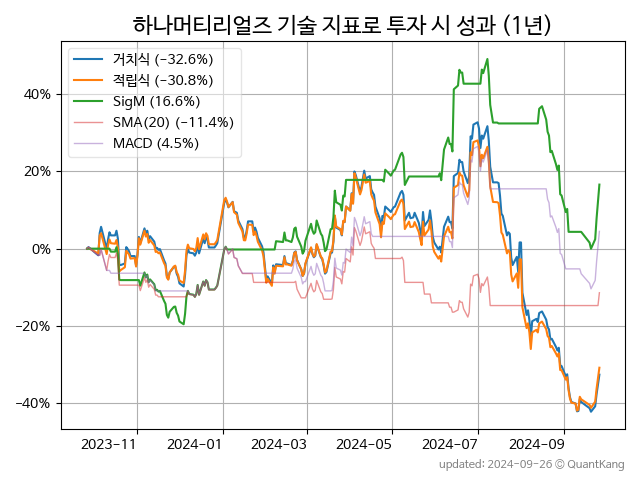 하나머티리얼즈 기술 지표로 투자 시 성과 (1년)
거치식 (-32.6%)
적립식 (-30.8%)
SigM (16.6%)
SMA(20) (-11.4%)
MACD (4.5%)
40%
20%
0%
-20%
-40%
2023-11 2024-01 2024-03 2024-05 2024-07 2024-09
updated: 2024-09-26 © QuantKang